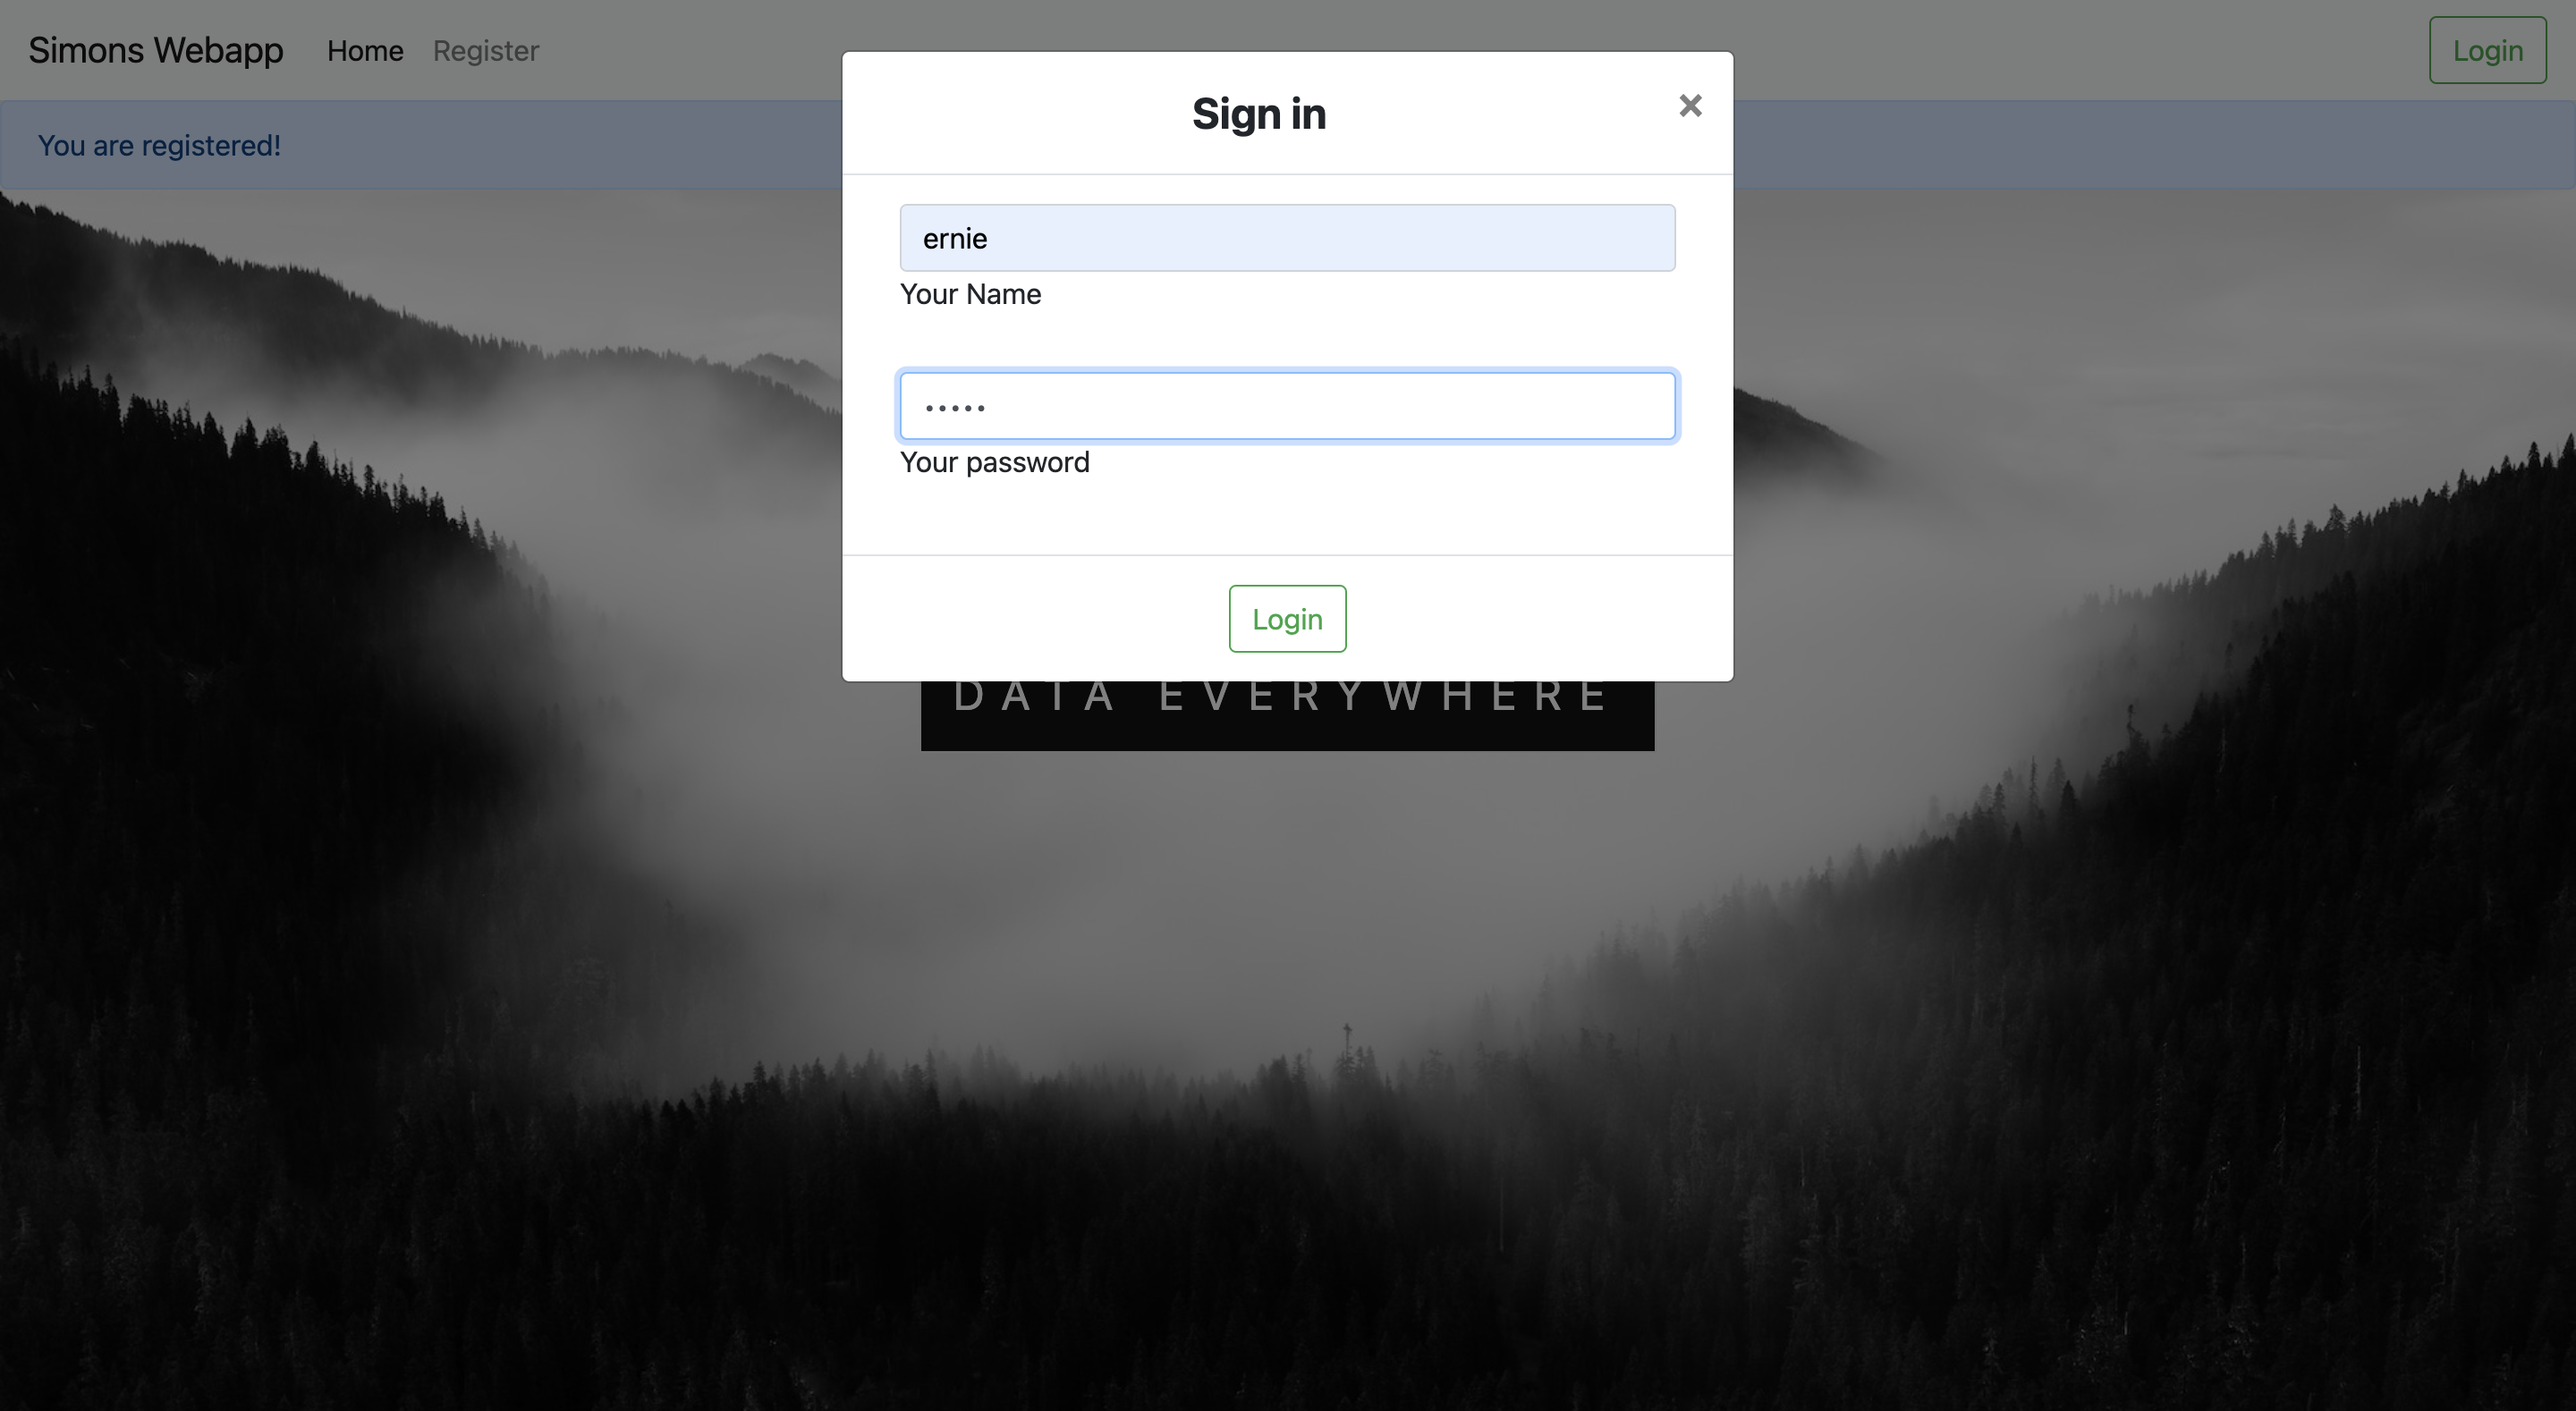 Simons Webapp Home Register Login
You are registered!
Sign in ×
ernie
Your Name
•••••
Your password
Login
DATA EVERYWHERE